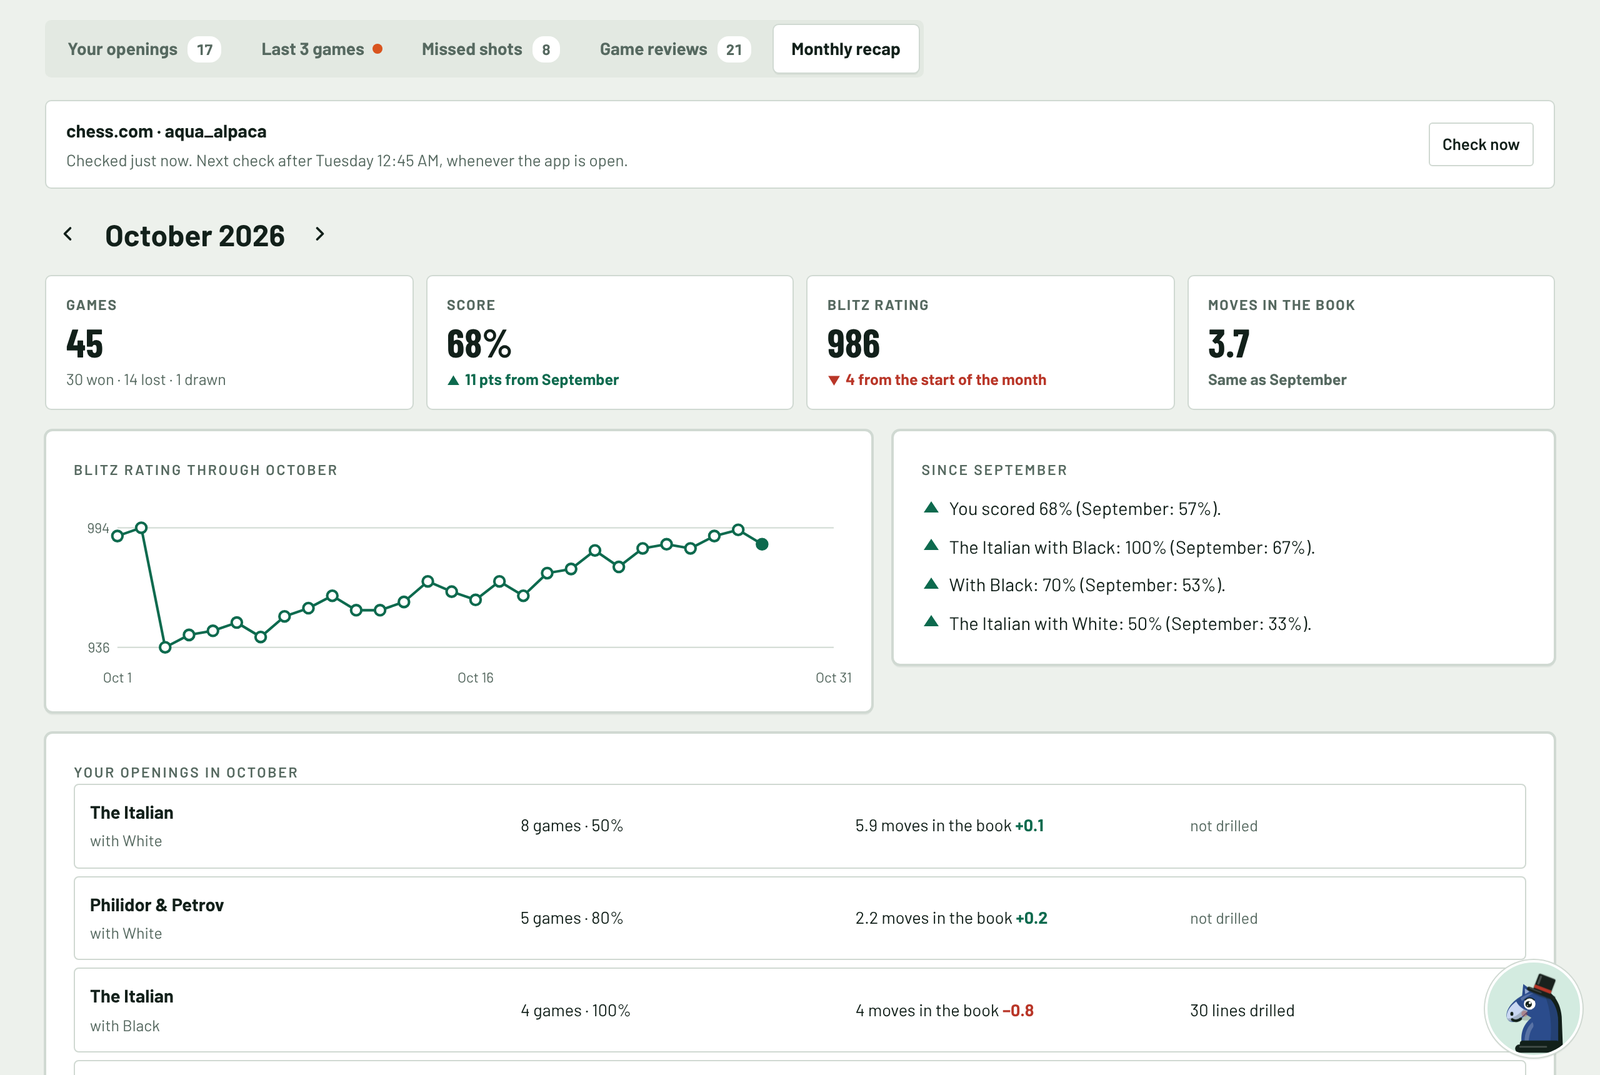 Your openings 17 Last 3 games Missed shots 8 Game reviews 21 Monthly recap
chess.com · aqua_alpaca
Checked just now. Next check after Tuesday 12:45 AM, whenever the app is open.
Check now
October 2026
GAMES
45
30 won · 14 lost · 1 drawn
SCORE
68%
▲ 11 pts from September
BLITZ RATING
986
▼ 4 from the start of the month
MOVES IN THE BOOK
3.7
Same as September
BLITZ RATING THROUGH OCTOBER
994
936
Oct 1 Oct 16 Oct 31
SINCE SEPTEMBER
▲ You scored 68% (September: 57%).
▲ The Italian with Black: 100% (September: 67%).
▲ With Black: 70% (September: 53%).
▲ The Italian with White: 50% (September: 33%).
YOUR OPENINGS IN OCTOBER
The Italian
with White
8 games · 50%
5.9 moves in the book +0.1
not drilled
Philidor & Petrov
with White
5 games · 80%
2.2 moves in the book +0.2
not drilled
The Italian
with Black
4 games · 100%
4 moves in the book −0.8
30 lines drilled